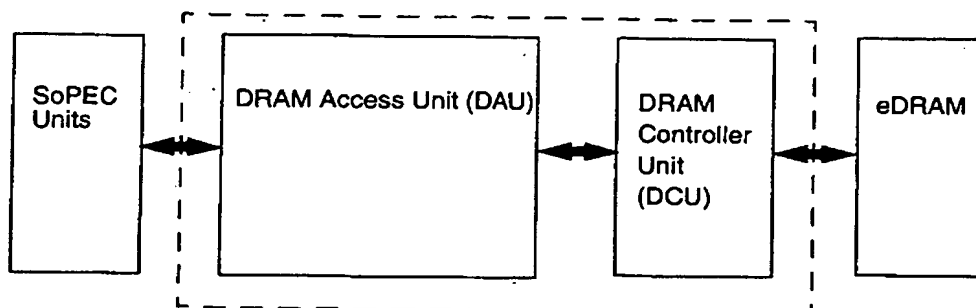 SoPEC
Units
DRAM Access Unit (DAU)
DRAM
Controller
Unit
(DCU)
eDRAM